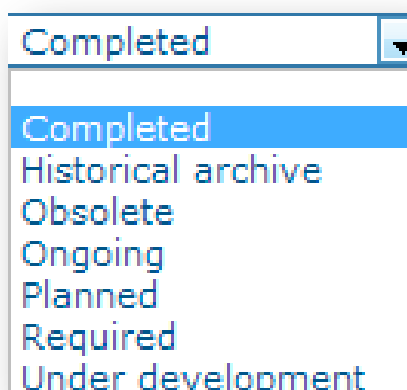 Completed
Completed
Historical archive
Obsolete
Ongoing
Planned
Required
Under development